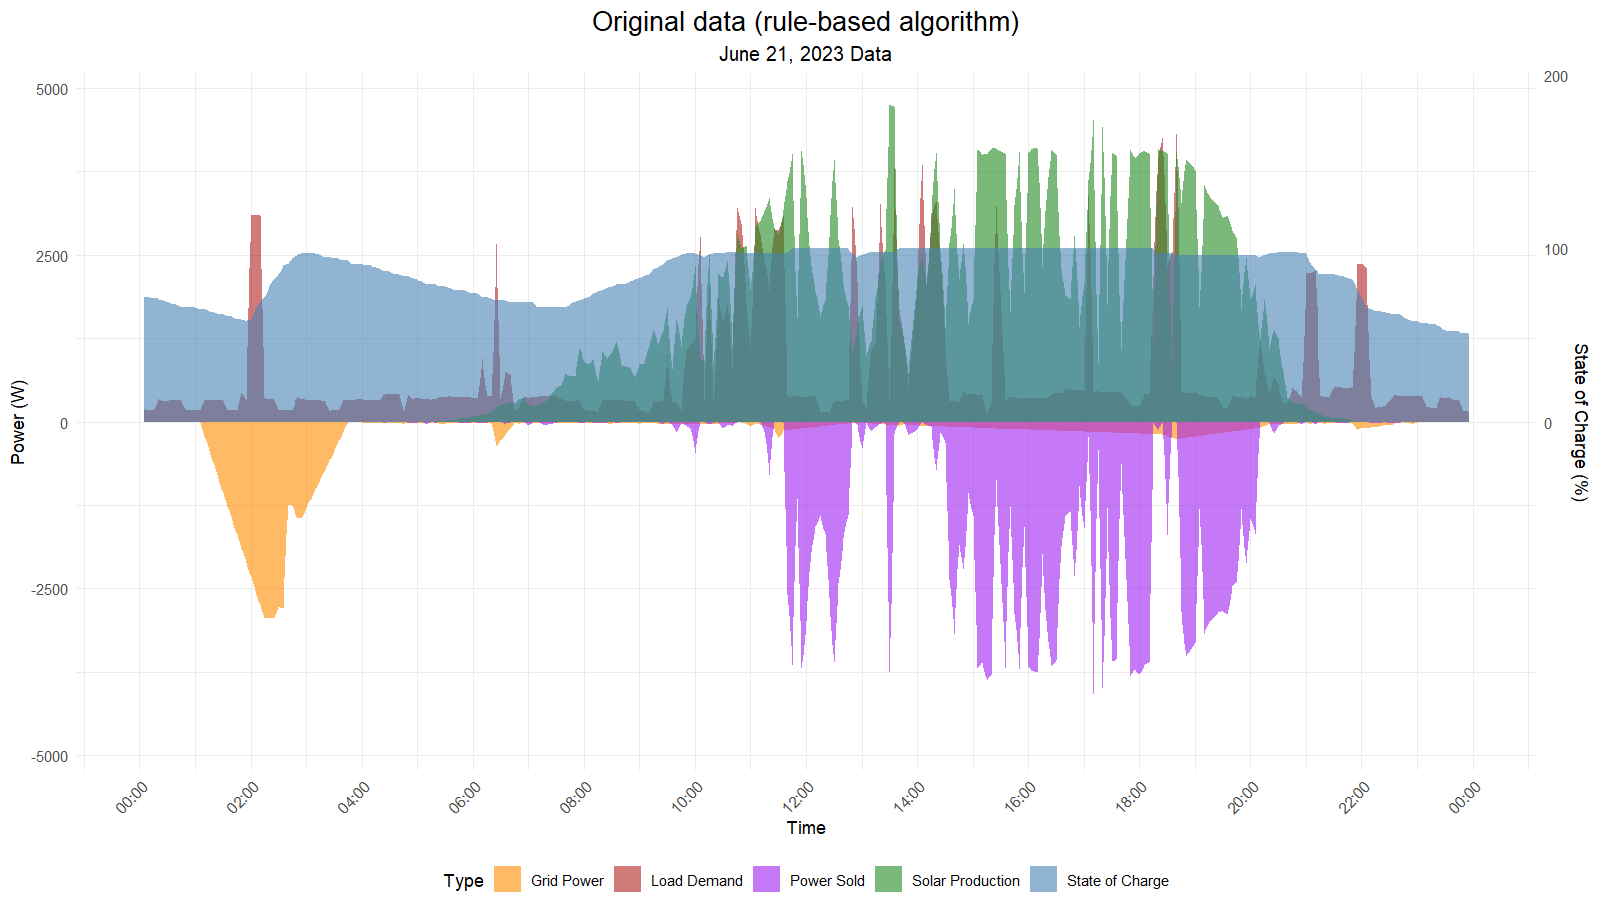 Original data (rule-based algorithm)
June 21, 2023 Data
200
5000
2500
100
0
0
-2500
-5000
Power (W)
State of Charge (%)
00:00 02:00 04:00 06:00 08:00 10:00 12:00 14:00 16:00 18:00 20:00 22:00 00:00
Time
Type Grid Power Load Demand Power Sold Solar Production State of Charge